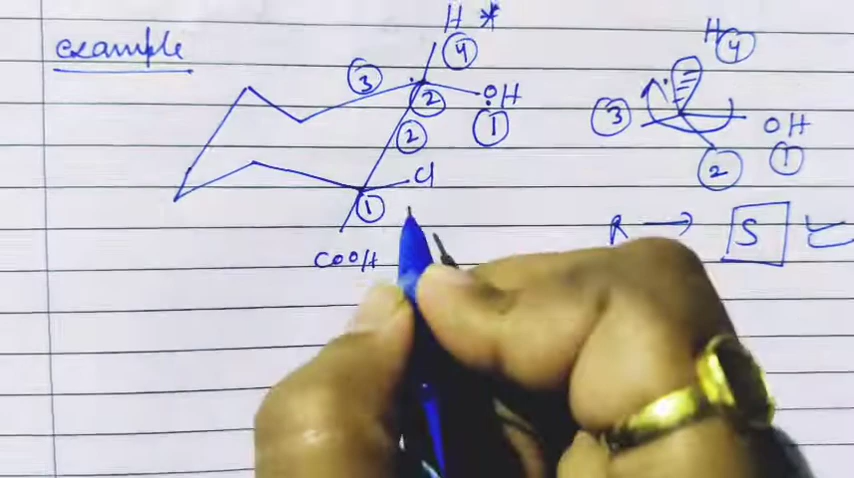 example
H *
④
③
②
OH
①
②
Cl
①
COOH
H
④
③
OH
②
①
R → S